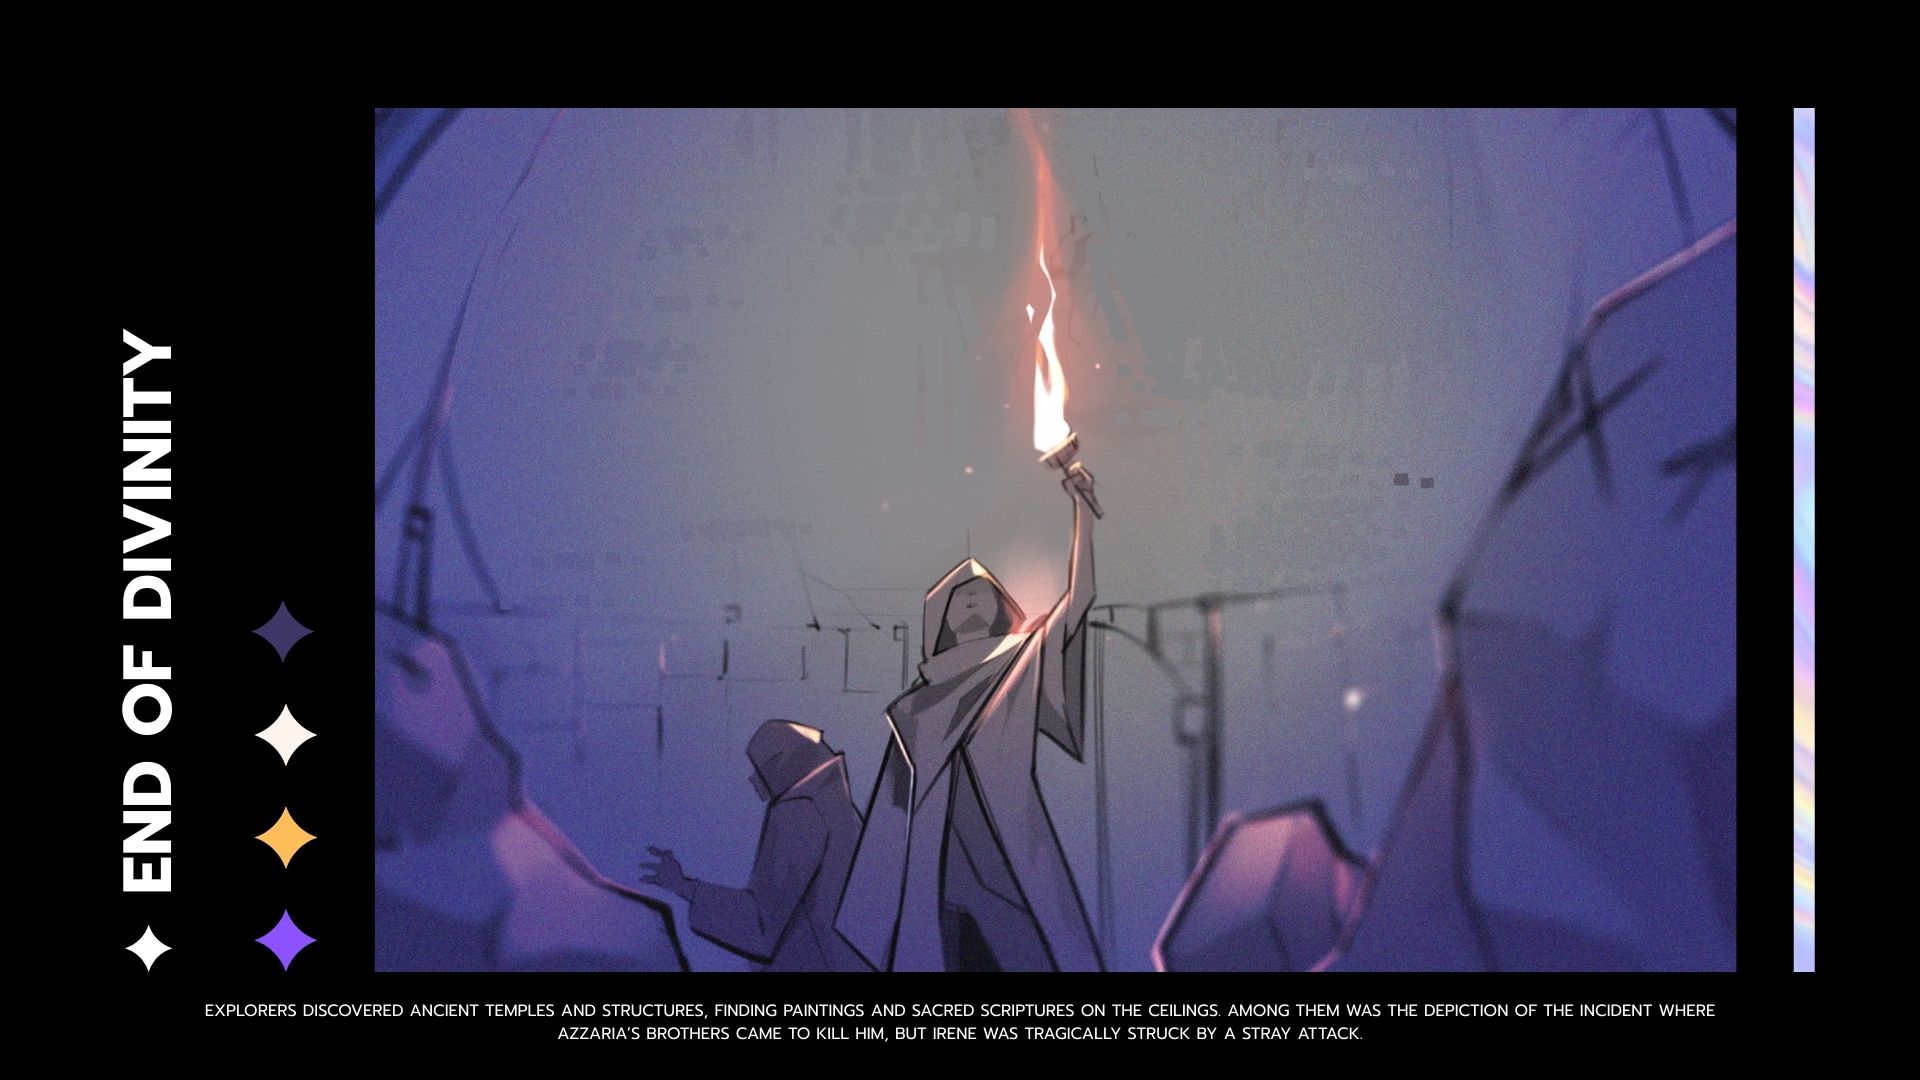 END OF DIVINITY
EXPLORERS DISCOVERED ANCIENT TEMPLES AND STRUCTURES, FINDING PAINTINGS AND SACRED SCRIPTURES ON THE CEILINGS. AMONG THEM WAS THE DEPICTION OF THE INCIDENT WHERE
AZZARIA’S BROTHERS CAME TO KILL HIM, BUT IRENE WAS TRAGICALLY STRUCK BY A STRAY ATTACK.